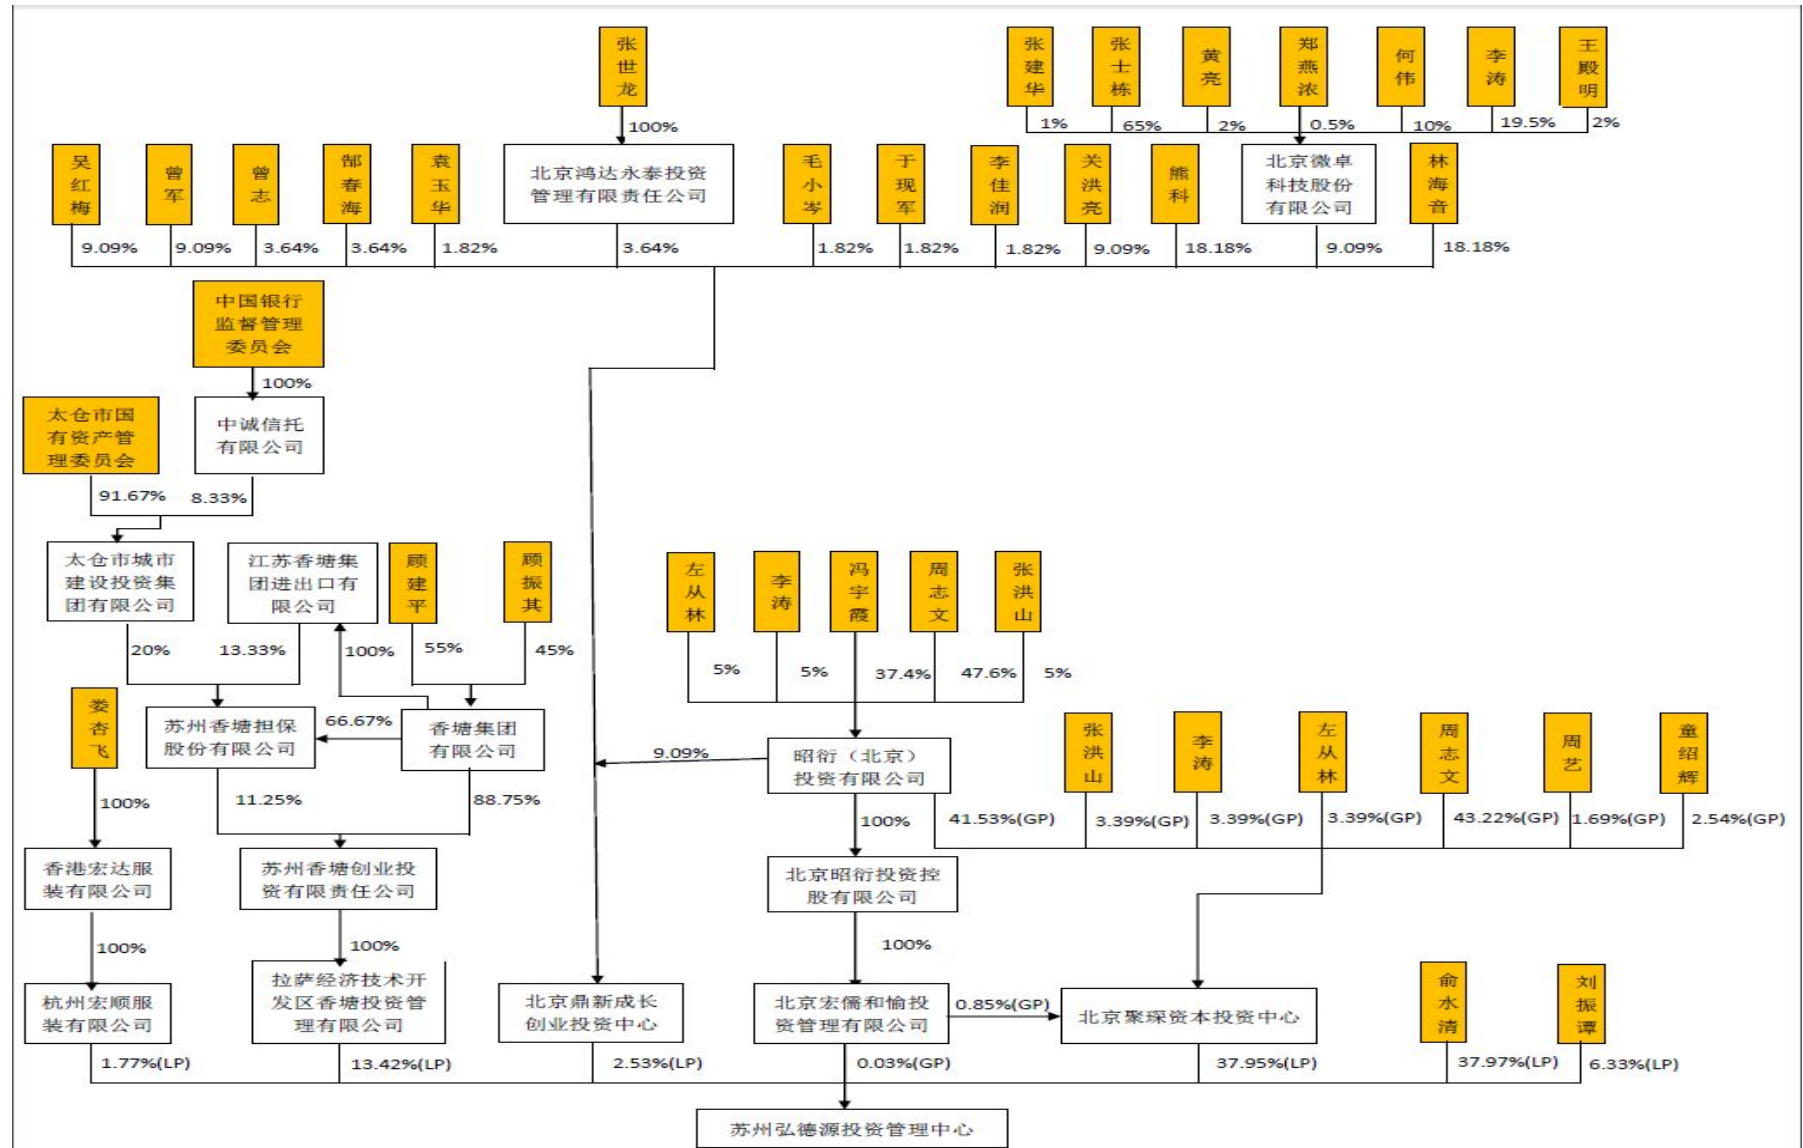 张世龙
张建华
张士栋
黄亮
郑燕浓
何伟
李涛
王殿明
100%
1%
65%
2%
0.5%
10%
19.5%
2%
吴红梅
曾军
曾志
郜春海
袁玉华
北京鸿达永泰投资
管理有限责任公司
毛小岑
于现军
李佳润
关洪亮
熊科
北京微卓
科技股份
有限公司
林海音
9.09%
9.09%
3.64%
3.64%
1.82%
3.64%
1.82%
1.82%
1.82%
9.09%
18.18%
9.09%
18.18%
中国银行
监督管理
委员会
100%
太仓市国
有资产管
理委员会
中诚信托
有限公司
91.67%
8.33%
太仓市城市
建设投资集
团有限公司
江苏香塘集
团进出口有
限公司
顾建平
顾振其
左从林
李涛
冯宇霞
周志文
张洪山
20%
13.33%
100%
55%
45%
5%
5%
37.4%
47.6%
5%
娄杏飞
苏州香塘担保
股份有限公司
66.67%
香塘集团
有限公司
9.09%
昭衍（北京）
投资有限公司
张洪山
李涛
左从林
周志文
周艺
童绍辉
100%
11.25%
88.75%
100%
41.53%(GP)
3.39%(GP)
3.39%(GP)
3.39%(GP)
43.22%(GP)
1.69%(GP)
2.54%(GP)
香港宏达服
装有限公司
苏州香塘创业投
资有限责任公司
北京昭衍投资控
股有限公司
100%
100%
100%
杭州宏顺服
装有限公司
拉萨经济技术开
发区香塘投资管
理有限公司
北京鼎新成长
创业投资中心
北京宏儒和愉投
资管理有限公司
0.85%(GP)
北京聚琛资本投资中心
俞水清
刘振谭
1.77%(LP)
13.42%(LP)
2.53%(LP)
0.03%(GP)
37.95%(LP)
37.97%(LP)
6.33%(LP)
苏州弘德源投资管理中心